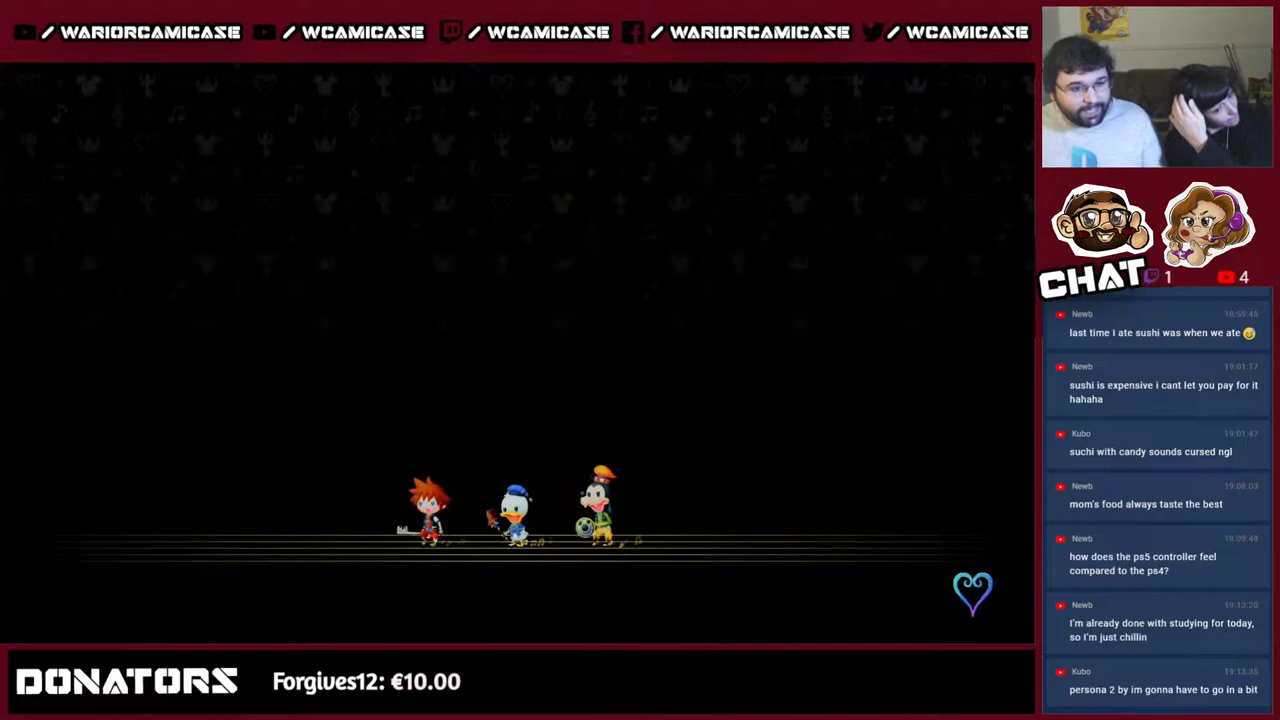 / WARIORCAMICASE / WCAMICASE / WCAMICASE / WARIORCAMICASE / WCAMICASE
CHAT 1 4
Newb 18:59:46
last time I ate sushi was when we ate 😅
Newb 19:01:17
sushi is expensive i cant let you pay for it
hahaha
Kubo 19:01:47
suchi with candy sounds cursed ngl
Newb 19:08:03
mom's food always taste the best
Newb 19:09:49
how does the ps5 controller feel
compared to the ps4?
Newb 19:13:20
I'm already done with studying for today,
so I'm just chillin
Kubo 19:13:35
persona 2 by im gonna have to go in a bit
DONATORS Forgives12: €10.00